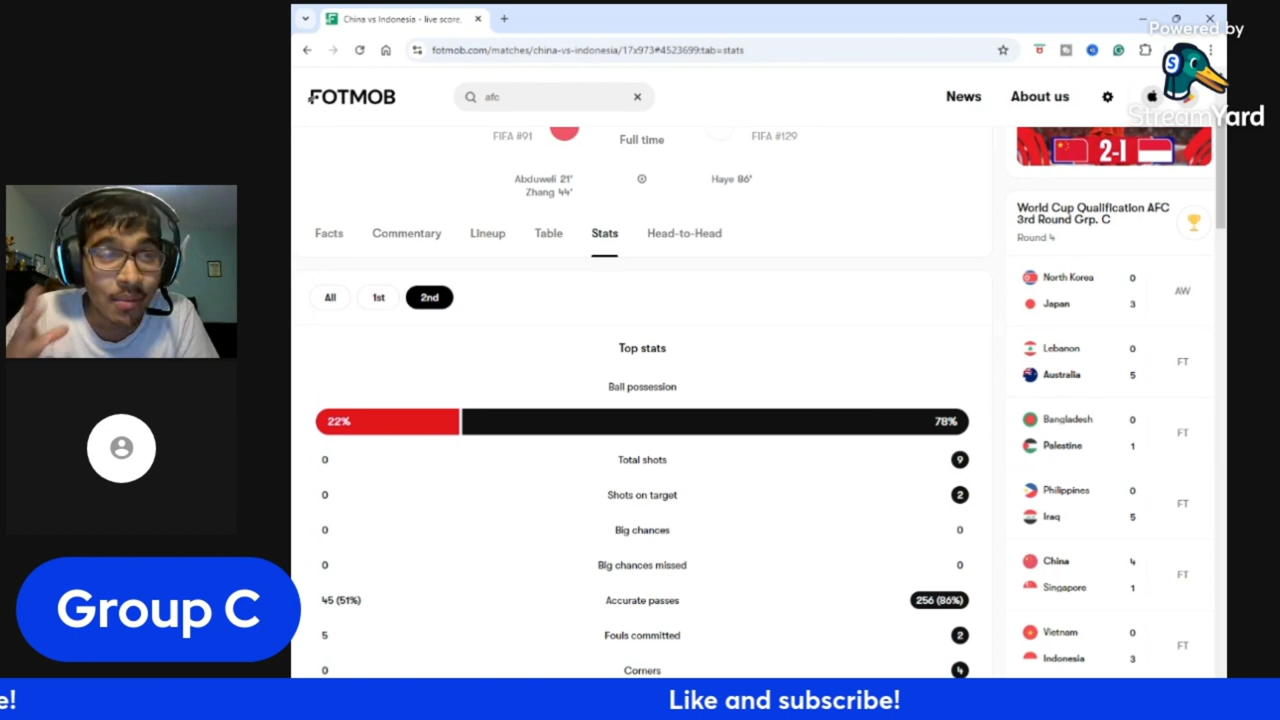 China vs Indonesia - live score,
fotmob.com/matches/china-vs-indonesia/17x973#4523699:tab=stats
Powered by
StreamYard
FOTMOB
afc
News
About us
FIFA #91
Full time
FIFA #129
Abduweli 21'
Zhang 44'
Haye 86'
2-1
Facts
Commentary
Lineup
Table
Stats
Head-to-Head
All
1st
2nd
Top stats
Ball possession
22%
78%
0
Total shots
9
0
Shots on target
2
0
Big chances
0
0
Big chances missed
0
45 (51%)
Accurate passes
256 (86%)
5
Fouls committed
2
0
Corners
4
World Cup Qualification AFC
3rd Round Grp. C
Round 4
North Korea 0
Japan 3
AW
Lebanon 0
Australia 5
FT
Bangladesh 0
Palestine 1
FT
Philippines 0
Iraq 5
FT
China 4
Singapore 1
FT
Vietnam 0
Indonesia 3
FT
Group C
e!
Like and subscribe!